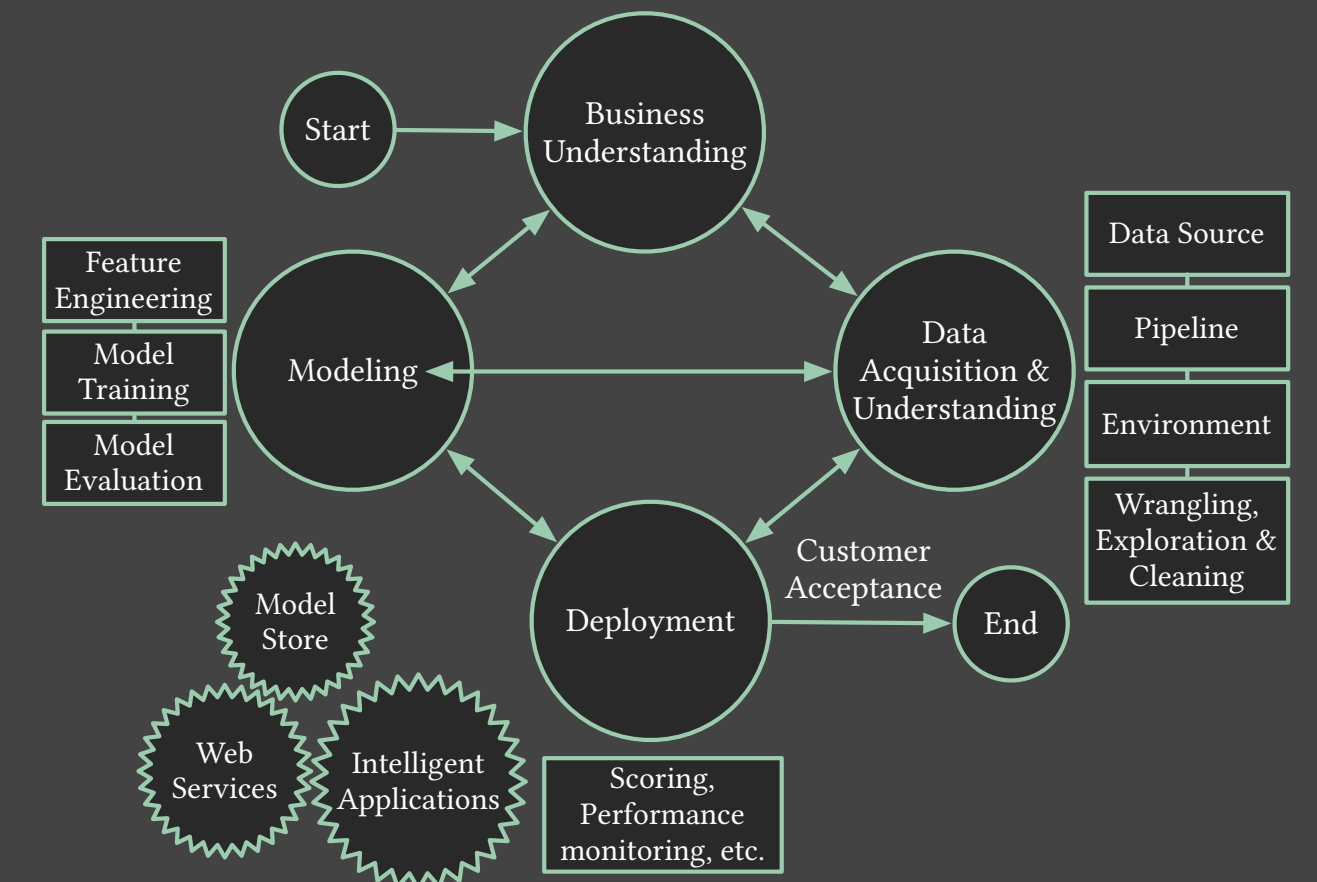 Start
Business
Understanding
Feature
Engineering
Model
Training
Model
Evaluation
Modeling
Data
Acquisition &
Understanding
Data Source
Pipeline
Environment
Wrangling,
Exploration &
Cleaning
Deployment
Customer
Acceptance
End
Model
Store
Web
Services
Intelligent
Applications
Scoring,
Performance
monitoring, etc.